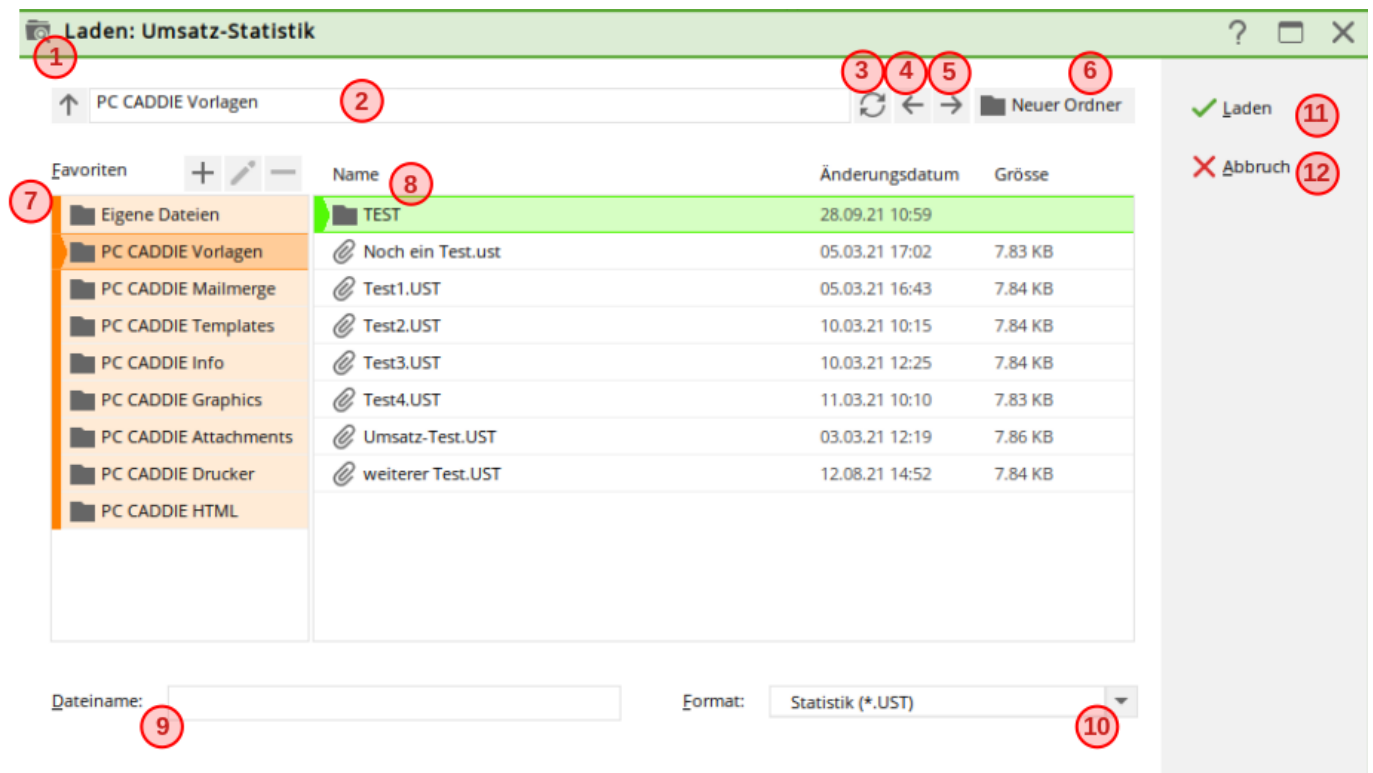 Laden: Umsatz-Statistik ?
1
3 4 5 6
PC CADDIE Vorlagen 2 Neuer Ordner
Laden 11
Abbruch 12
Favoriten
Name 8 Änderungsdatum Grösse
7
Eigene Dateien
PC CADDIE Vorlagen
PC CADDIE Mailmerge
PC CADDIE Templates
PC CADDIE Info
PC CADDIE Graphics
PC CADDIE Attachments
PC CADDIE Drucker
PC CADDIE HTML
TEST 28.09.21 10:59
Noch ein Test.ust 05.03.21 17:02 7.83 KB
Test1.UST 05.03.21 16:43 7.84 KB
Test2.UST 10.03.21 10:15 7.84 KB
Test3.UST 10.03.21 12:25 7.84 KB
Test4.UST 11.03.21 10:10 7.83 KB
Umsatz-Test.UST 03.03.21 12:19 7.86 KB
weiterer Test.UST 12.08.21 14:52 7.84 KB
Dateiname: Format: Statistik (*.UST)
9 10